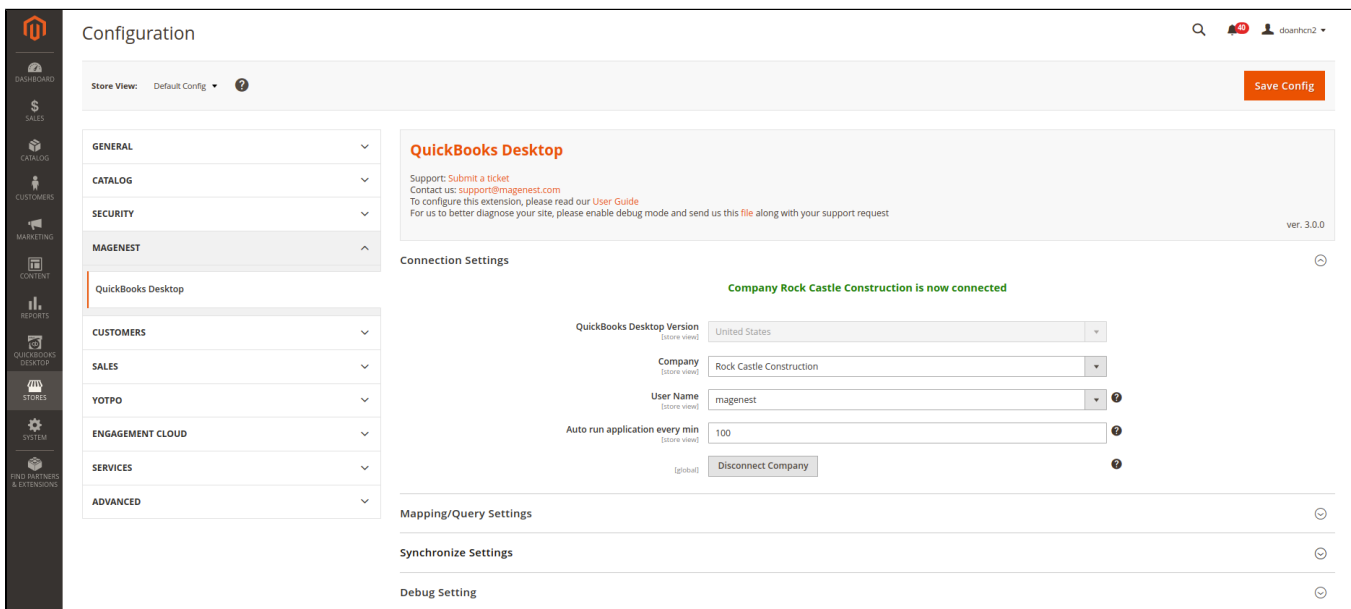 Configuration
40
doanhcn2
DASHBOARD
SALES
CATALOG
CUSTOMERS
MARKETING
CONTENT
REPORTS
QUICKBOOKS
DESKTOP
STORES
SYSTEM
FIND PARTNERS
& EXTENSIONS
Store View: Default Config ?
Save Config
GENERAL
CATALOG
SECURITY
MAGENEST
QuickBooks Desktop
CUSTOMERS
SALES
YOTPO
ENGAGEMENT CLOUD
SERVICES
ADVANCED
QuickBooks Desktop
Support: Submit a ticket
Contact us: support@magenest.com
To configure this extension, please read our User Guide
For us to better diagnose your site, please enable debug mode and send us this file along with your support request
ver. 3.0.0
Connection Settings
Company Rock Castle Construction is now connected
QuickBooks Desktop Version
[store view]
United States
Company
[store view]
Rock Castle Construction
User Name
[store view]
magenest
?
Auto run application every min
[store view]
100
?
[global]
Disconnect Company
?
Mapping/Query Settings
Synchronize Settings
Debug Setting